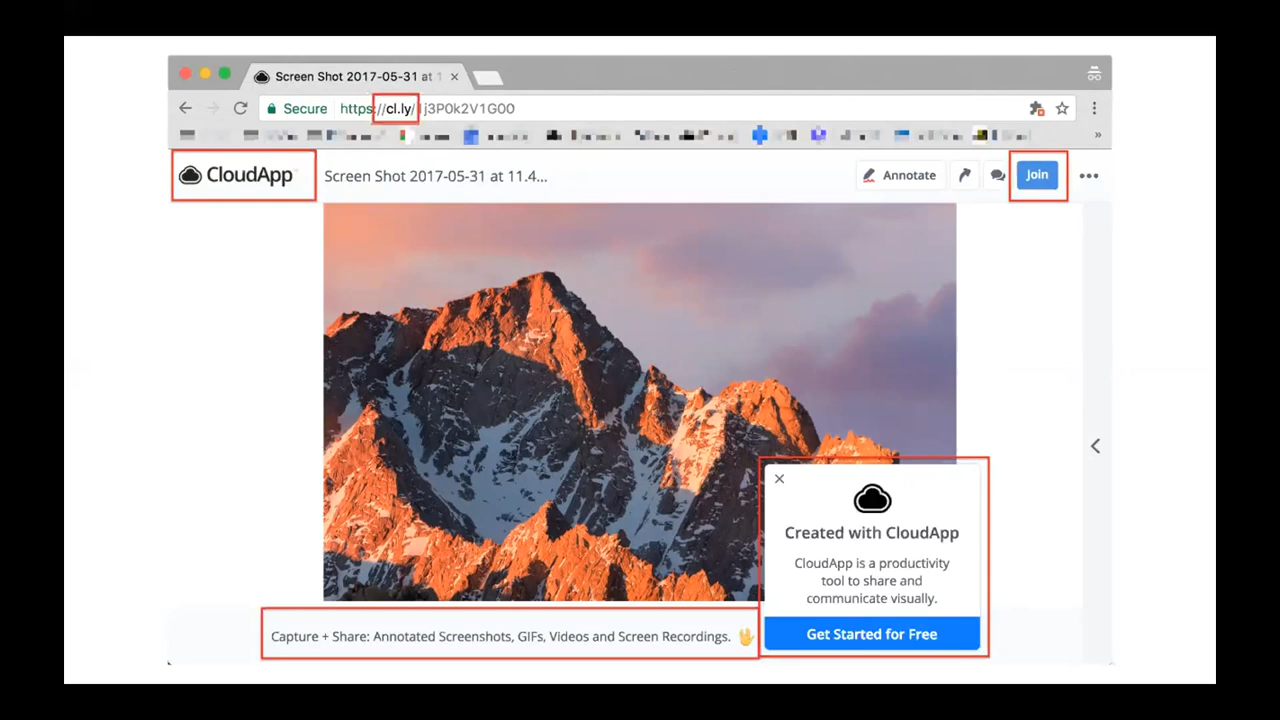 Screen Shot 2017-05-31 at 1
Secure https://cl.ly/1j3P0k2V1G00
CloudApp
Screen Shot 2017-05-31 at 11.4...
Annotate
Join
Created with CloudApp
CloudApp is a productivity
tool to share and
communicate visually.
Get Started for Free
Capture + Share: Annotated Screenshots, GIFs, Videos and Screen Recordings. 🖖